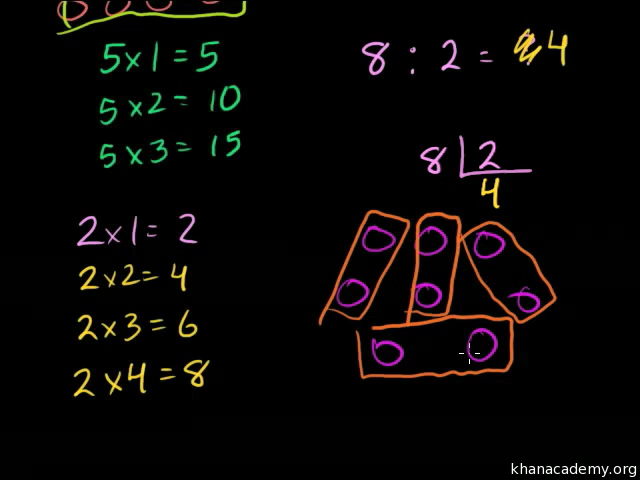 5x1=5
5x2=10
5x3=15
2x1=2
2x2=4
2x3=6
2x4=8
8:2=4
8 2
4
khanacademy.org